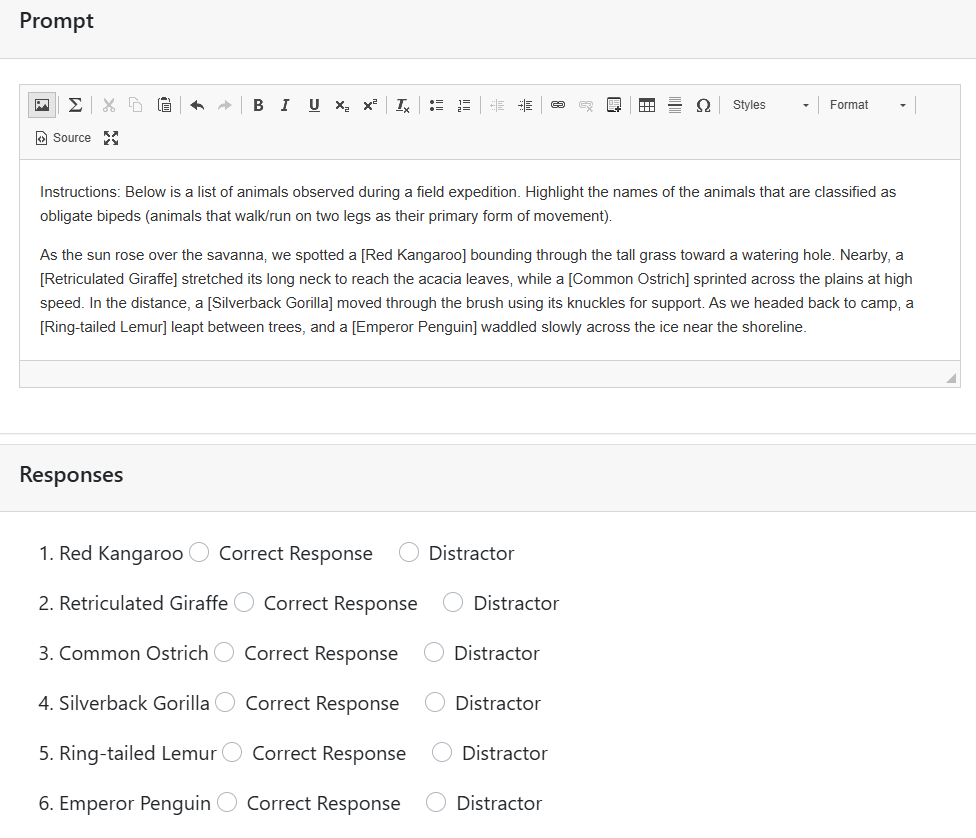 Prompt
Σ B I U x₂ x² Tx Ω Styles Format
Source
Instructions: Below is a list of animals observed during a field expedition. Highlight the names of the animals that are classified as
obligate bipeds (animals that walk/run on two legs as their primary form of movement).
As the sun rose over the savanna, we spotted a [Red Kangaroo] bounding through the tall grass toward a watering hole. Nearby, a
[Retriculated Giraffe] stretched its long neck to reach the acacia leaves, while a [Common Ostrich] sprinted across the plains at high
speed. In the distance, a [Silverback Gorilla] moved through the brush using its knuckles for support. As we headed back to camp, a
[Ring-tailed Lemur] leapt between trees, and a [Emperor Penguin] waddled slowly across the ice near the shoreline.
Responses
1. Red Kangaroo Correct Response Distractor
2. Retriculated Giraffe Correct Response Distractor
3. Common Ostrich Correct Response Distractor
4. Silverback Gorilla Correct Response Distractor
5. Ring-tailed Lemur Correct Response Distractor
6. Emperor Penguin Correct Response Distractor